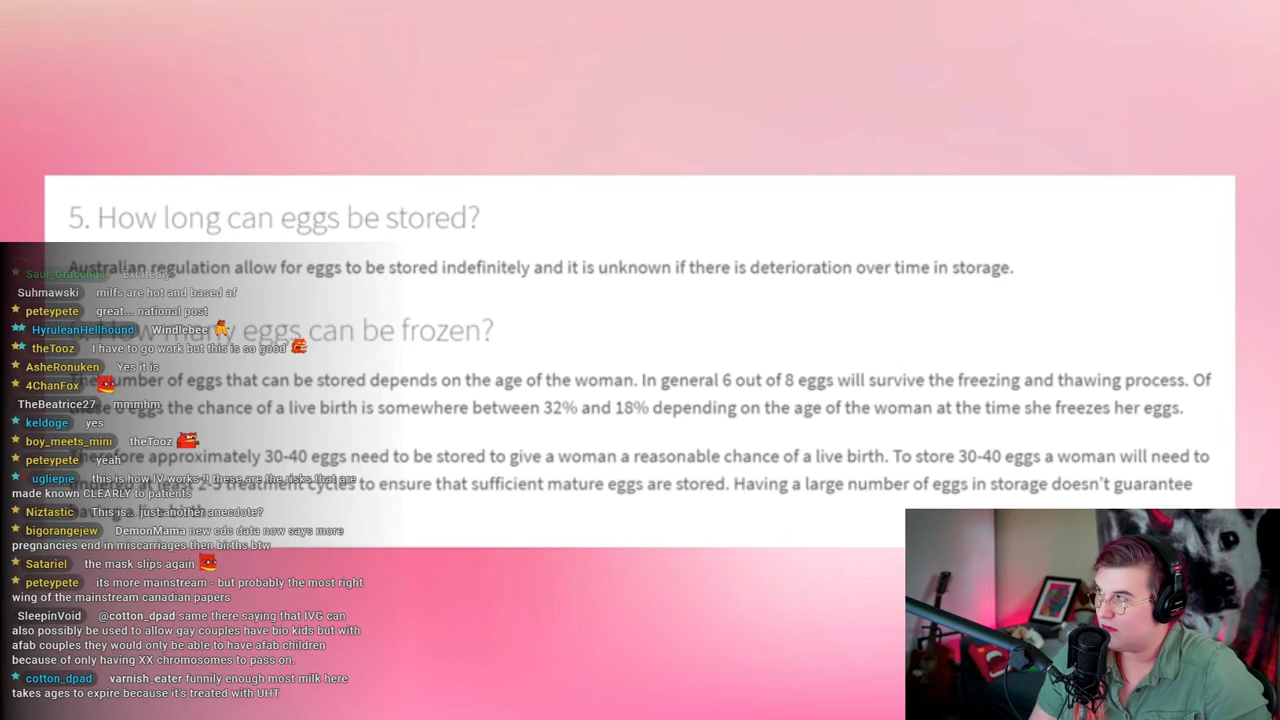 5. How long can eggs be stored?
Australian regulation allow for eggs to be stored indefinitely and it is unknown if there is deterioration over time in storage.
How many eggs can be frozen?
The number of eggs that can be stored depends on the age of the woman. In general 6 out of 8 eggs will survive the freezing and thawing process. Of
these eggs the chance of a live birth is somewhere between 32% and 18% depending on the age of the woman at the time she freezes her eggs.
Therefore approximately 30-40 eggs need to be stored to give a woman a reasonable chance of a live birth. To store 30-40 eggs a woman will need to
undergo at least 2-5 treatment cycles to ensure that sufficient mature eggs are stored. Having a large number of eggs in storage doesn't guarantee
Suhmawski milfs are hot and based af
peteypete great... national post
HyruleanHellhound Windlebee
theTooz I have to go work but this is so good
AsheRonuken Yes it is
4ChanFox
TheBeatrice27 mmmhm
keldoge yes
boy_meets_mini theTooz
peteypete yeah
ugliepie this is how IV works !! these are the risks that are
made known CLEARLY to patients
Niztastic This is... just another anecdote?
bigorangejew DemonMama new cdc data now says more
pregnancies end in miscarriages then births btw
Satariel the mask slips again
peteypete its more mainstream - but probably the most right
wing of the mainstream canadian papers
SleepinVoid @cotton_dpad same there saying that IVG can
also possibly be used to allow gay couples have bio kids but with
afab couples they would only be able to have afab children
because of only having XX chromosomes to pass on.
cotton_dpad varnish_eater funnily enough most milk here
takes ages to expire because it's treated with UHT